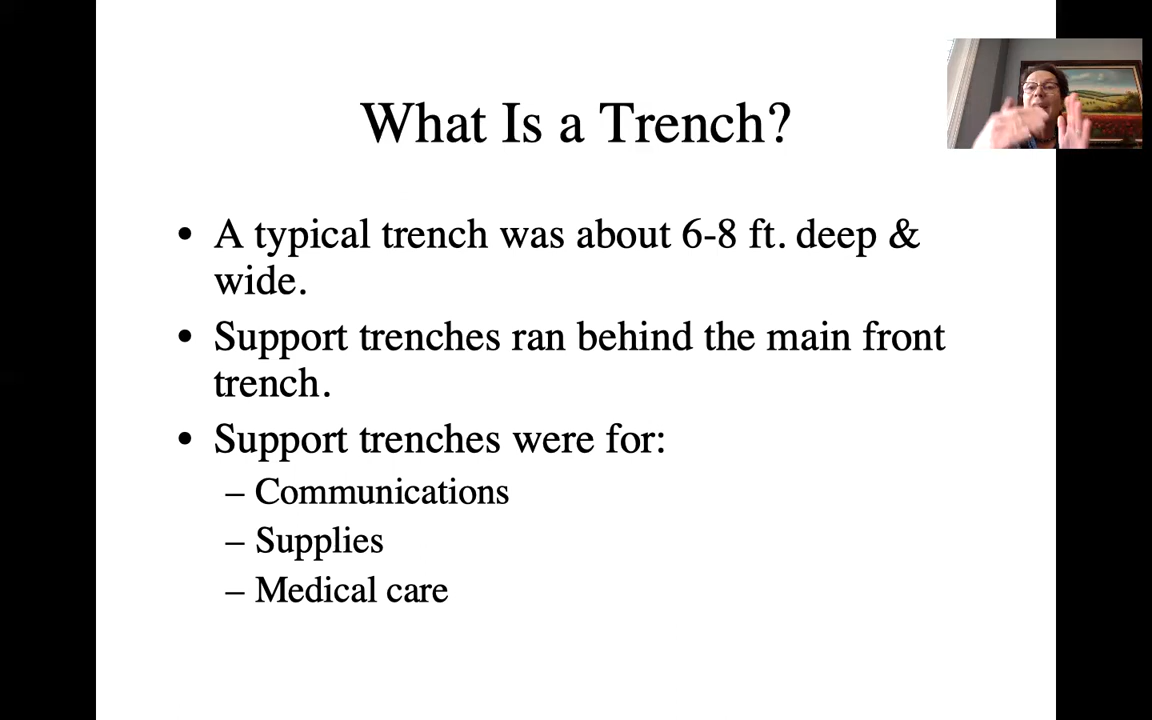 What Is a Trench?
• A typical trench was about 6-8 ft. deep &
wide.
• Support trenches ran behind the main front
trench.
• Support trenches were for:
– Communications
– Supplies
– Medical care